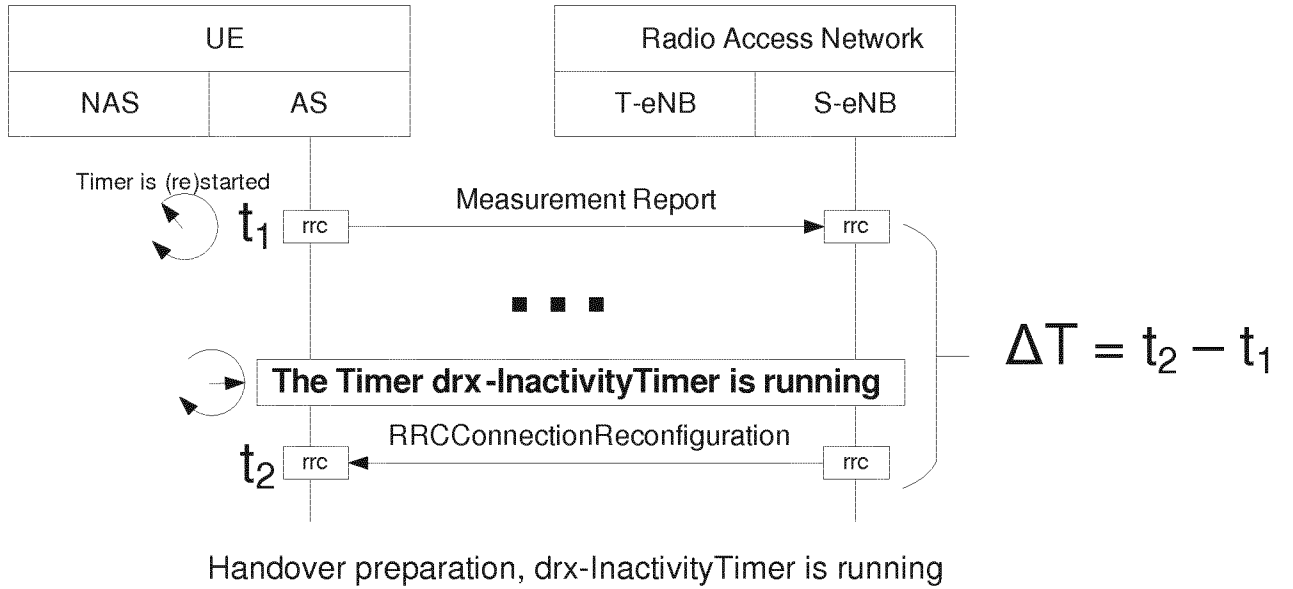 UE
Radio Access Network
NAS
AS
T-eNB
S-eNB
Timer is (re)started
Measurement Report
t1
rrc
rrc
ΔT = t2 – t1
The Timer drx-InactivityTimer is running
RRCConnectionReconfiguration
t2
rrc
rrc
Handover preparation, drx-InactivityTimer is running